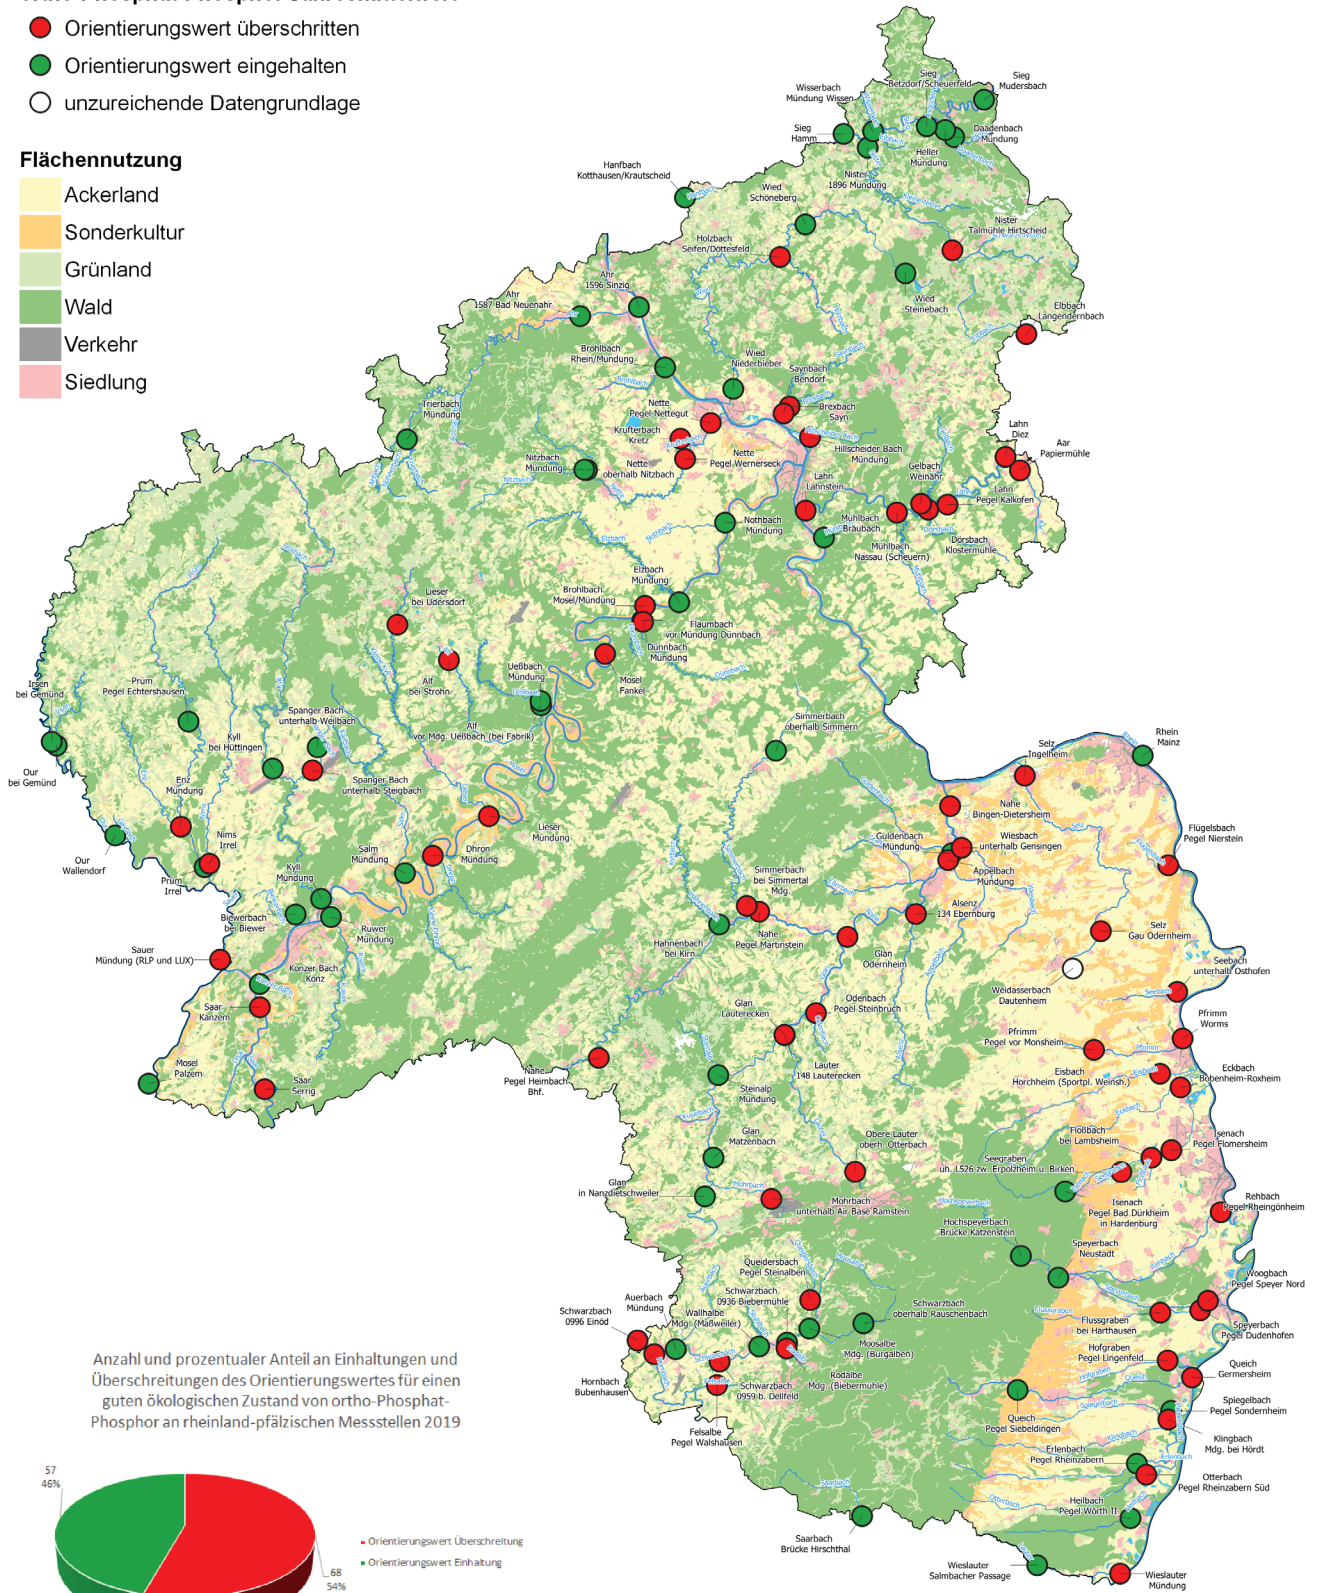 Orientierungswert überschritten
Orientierungswert eingehalten
unzureichende Datengrundlage
Flächennutzung
Ackerland
Sonderkultur
Grünland
Wald
Verkehr
Siedlung
Sieg
Betzdorf/Scheuerfeld
Sieg
Mudersbach
Wisserbach
Mündung Wissen
Sieg
Hamm
Daadenbach
Mündung
Heller
Mündung
Nister
1896 Mündung
Hanfbach
Kotthausen/Krautscheid
Wied
Schöneberg
Nister
Talmühle Hirtscheid
Holzbach
Seifen/Döttesfeld
Wied
Steinebach
Elbbach
Langendernbach
Ahr
1596 Sinzig
Ahr
1587 Bad Neuenahr
Brohlbach
Rhein/Mündung
Wied
Niederbieber
Saynbach
Bendorf
Brexbach
Sayn
Nette
Pegel Nettegut
Krufterbach
Kretz
Trierbach
Mündung
Hillscheider Bach
Mündung
Nette
Pegel Wernerseck
Nitzbach
Mündung
Nette
oberhalb Nitzbach
Lahn
Diez
Aar
Papiermühle
Gelbach
Weinähr
Lahn
Lahnstein
Lahn
Pegel Kalkofen
Mühlbach
Braubach
Nothbach
Mündung
Mühlbach
Nassau (Scheuern)
Dörsbach
Klostermühle
Elzbach
Mündung
Brohlbach
Mosel/Mündung
Flaumbach
vor Mündung Dünnbach
Dünnbach
Mündung
Lieser
bei Üdersdorf
Alf
bei Strohn
Ueßbach
Mündung
Mosel
Fankel
Alf
vor Mdg. Ueßbach (bei Fabrik)
Irsen
bei Gemünd
Prüm
Pegel Echtershausen
Spanger Bach
unterhalb Weilbach
Kyll
bei Hüttingen
Our
bei Gemünd
Enz
Mündung
Spanger Bach
unterhalb Steigbach
Simmerbach
oberhalb Simmern
Selz
Ingelheim
Rhein
Mainz
Nahe
Bingen-Dietersheim
Lieser
Mündung
Our
Wallendorf
Nims
Irrel
Prüm
Irrel
Salm
Mündung
Dhron
Mündung
Kyll
Mündung
Guldenbach
Mündung
Wiesbach
unterhalb Gensingen
Appelbach
Mündung
Flügelsbach
Pegel Nierstein
Simmerbach
bei Simmertal
Mdg.
Alsenz
134 Ebernburg
Biewerbach
bei Biewer
Ruwer
Mündung
Nahe
Pegel Martinstein
Hahnenbach
bei Kirn
Selz
Gau Odernheim
Sauer
Mündung (RLP und LUX)
Konzer Bach
Konz
Glan
Odernheim
Seebach
unterhalb Osthofen
Weidasserbach
Dautenheim
Saar
Kanzem
Glan
Lauterecken
Odenbach
Pegel Steinbruch
Pfrimm
Worms
Pfrimm
Pegel vor Monsheim
Mosel
Palzem
Saar
Serrig
Nahe
Pegel Heimbach
Bhf.
Lauter
148 Lauterecken
Steinalp
Mündung
Eisbach
Horchheim (Sportpl. Weinsh.)
Eckbach
Bobenheim-Roxheim
Glan
Matzenbach
Obere Lauter
oberh. Otterbach
Floßbach
bei Lambsheim
Isenach
Pegel Flomersheim
Seegraben
uh. L526 zw. Erpolzheim u. Birken
Glan
in Nanzdietschweiler
Mohrbach
unterhalb Air Base Ramstein
Isenach
Pegel Bad Dürkheim
in Hardenburg
Rehbach
Pegel Rheingönheim
Hochspeyerbach
Brücke Katzenstein
Speyerbach
Neustadt
Queidersbach
Pegel Steinalben
Woogbach
Pegel Speyer Nord
Schwarzbach
0936 Biebermühle
Schwarzbach
oberhalb Rauschenbach
Auerbach
Mündung
Schwarzbach
0996 Einöd
Wallhalbe
Mdg. (Maßweiler)
Flussgraben
bei Harthausen
Speyerbach
Pegel Dudenhofen
Moosalbe
Mdg. (Burgalben)
Hofgraben
Pegel Lingenfeld
Queich
Germersheim
Rodalbe
Mdg. (Biebermühle)
Hornbach
Bubenhausen
Schwarzbach
0959 b. Dellfeld
Queich
Pegel Siebeldingen
Spiegelbach
Pegel Sondernheim
Felsalbe
Pegel Walshausen
Klingbach
Mdg. bei Hördt
Erlenbach
Pegel Rheinzabern
Otterbach
Pegel Rheinzabern Süd
Heilbach
Pegel Wörth II
Saarbach
Brücke Hirschthal
Wieslauter
Salmbacher Passage
Wieslauter
Mündung
Anzahl und prozentualer Anteil an Einhaltungen und
Überschreitungen des Orientierungswertes für einen
guten ökologischen Zustand von ortho-Phosphat-
Phosphor an rheinland-pfälzischen Messstellen 2019
57
46%
Orientierungswert Überschreitung
Orientierungswert Einhaltung
68
54%